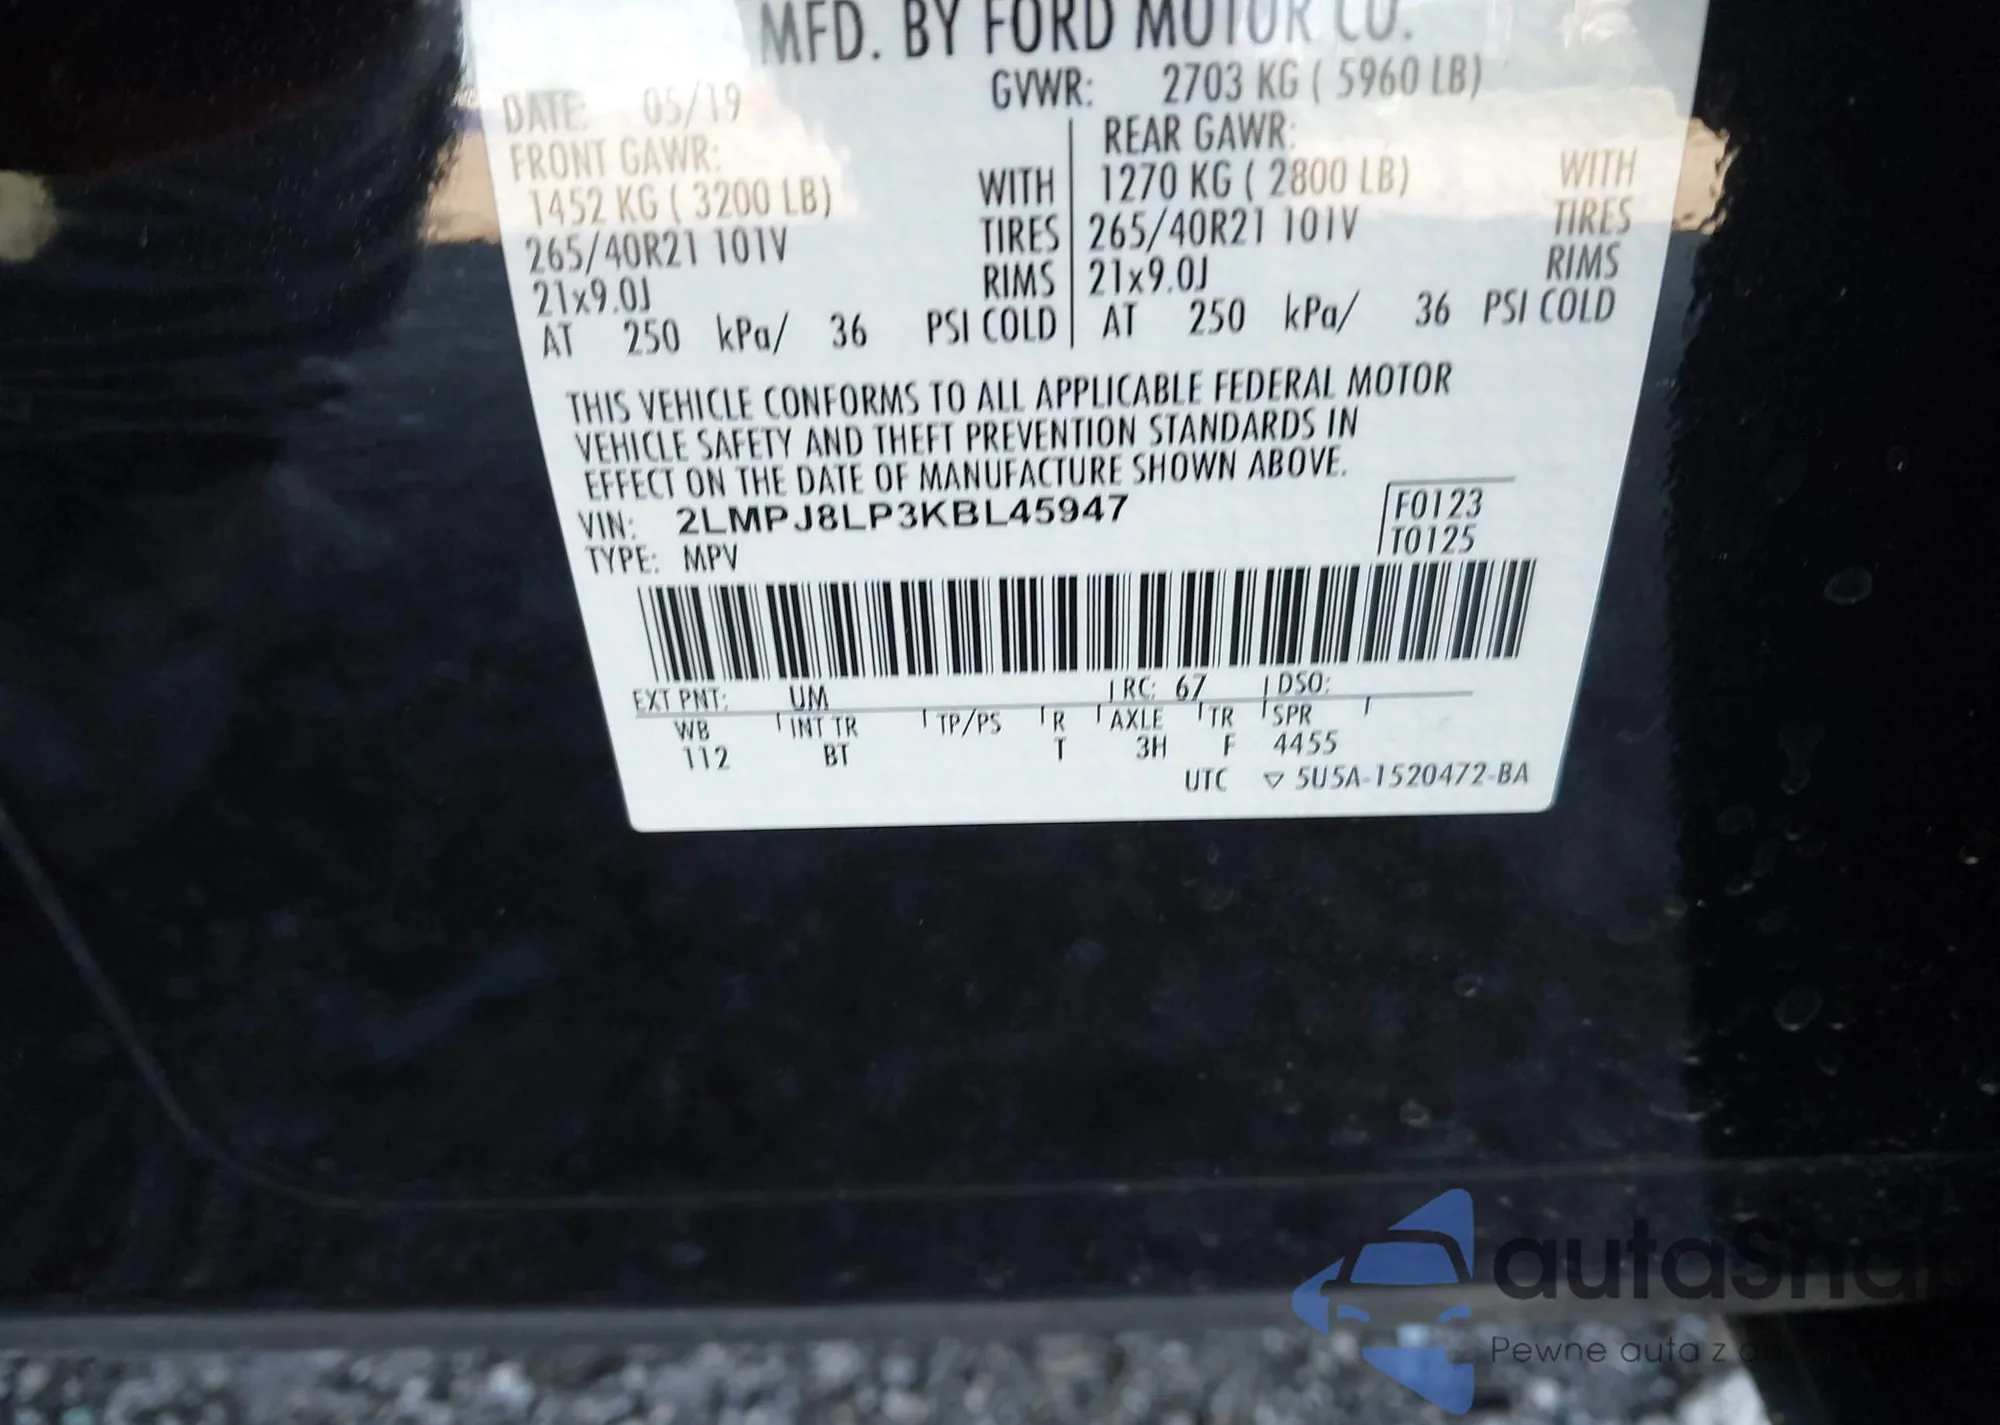 MFD. BY FORD MOTOR CO.
DATE: 05/19 GVWR: 2703 KG ( 5960 LB)
FRONT GAWR: REAR GAWR:
1452 KG ( 3200 LB) WITH 1270 KG ( 2800 LB) WITH
265/40R21 101V TIRES 265/40R21 101V TIRES
21x9.0J RIMS 21x9.0J RIMS
AT 250 kPa/ 36 PSI COLD AT 250 kPa/ 36 PSI COLD
THIS VEHICLE CONFORMS TO ALL APPLICABLE FEDERAL MOTOR
VEHICLE SAFETY AND THEFT PREVENTION STANDARDS IN
EFFECT ON THE DATE OF MANUFACTURE SHOWN ABOVE.
VIN: 2LMPJ8LP3KBL45947 F0123
TYPE: MPV T0125
EXT PNT: UM RC: 67 DSO:
WB INT TR TP/PS R AXLE TR SPR
112 BT T 3H F 4455
UTC ▽ 5U5A-1520472-BA
Pewne auta z